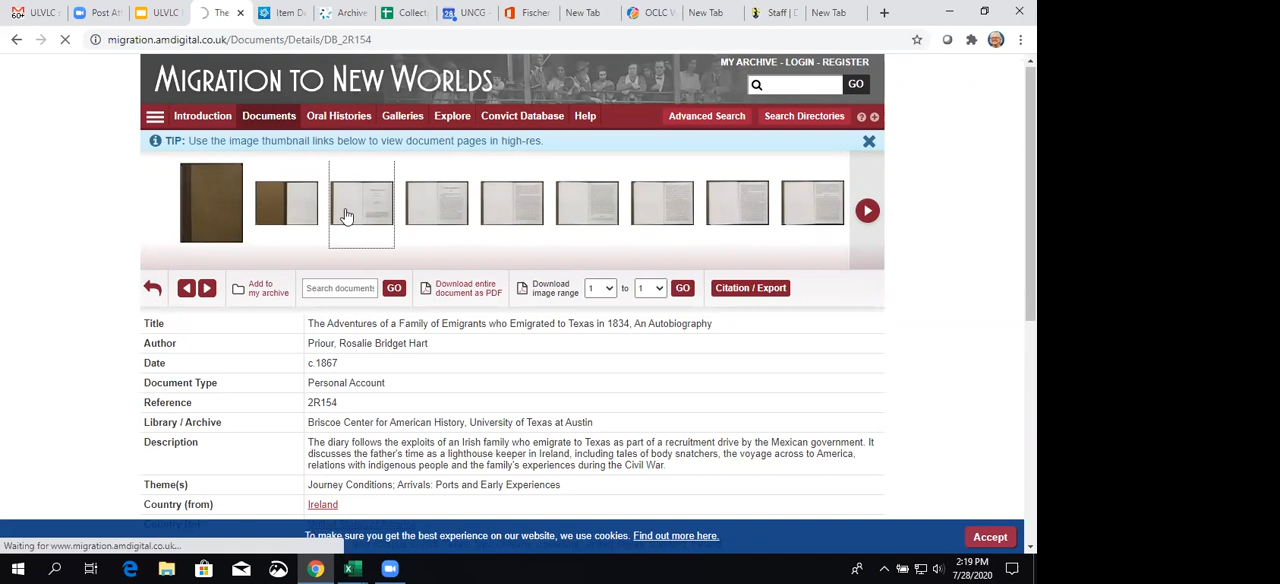 ULVLC s
Post Att
ULVLC
The
Item D
Archive
Collect
UNCG
Fischer
New Tab
OCLC W
New Tab
Staff | D
New Tab
migration.amdigital.co.uk/Documents/Details/DB_2R154
MIGRATION TO NEW WORLDS
MY ARCHIVE - LOGIN - REGISTER
GO
Introduction Documents Oral Histories Galleries Explore Convict Database Help Advanced Search Search Directories
TIP: Use the image thumbnail links below to view document pages in high-res.
Add to my archive
Search documents GO
Download entire document as PDF
Download image range 1 to 1 GO
Citation / Export
Title The Adventures of a Family of Emigrants who Emigrated to Texas in 1834, An Autobiography
Author Priour, Rosalie Bridget Hart
Date c.1867
Document Type Personal Account
Reference 2R154
Library / Archive Briscoe Center for American History, University of Texas at Austin
Description The diary follows the exploits of an Irish family who emigrate to Texas as part of a recruitment drive by the Mexican government. It
discusses the father's time as a lighthouse keeper in Ireland, including tales of body snatchers, the voyage across to America,
relations with indigenous people and the family's experiences during the Civil War.
Theme(s) Journey Conditions; Arrivals: Ports and Early Experiences
Country (from) Ireland
To make sure you get the best experience on our website, we use cookies. Find out more here.
Accept
Waiting for www.migration.amdigital.co.uk...
2:19 PM
7/28/2020